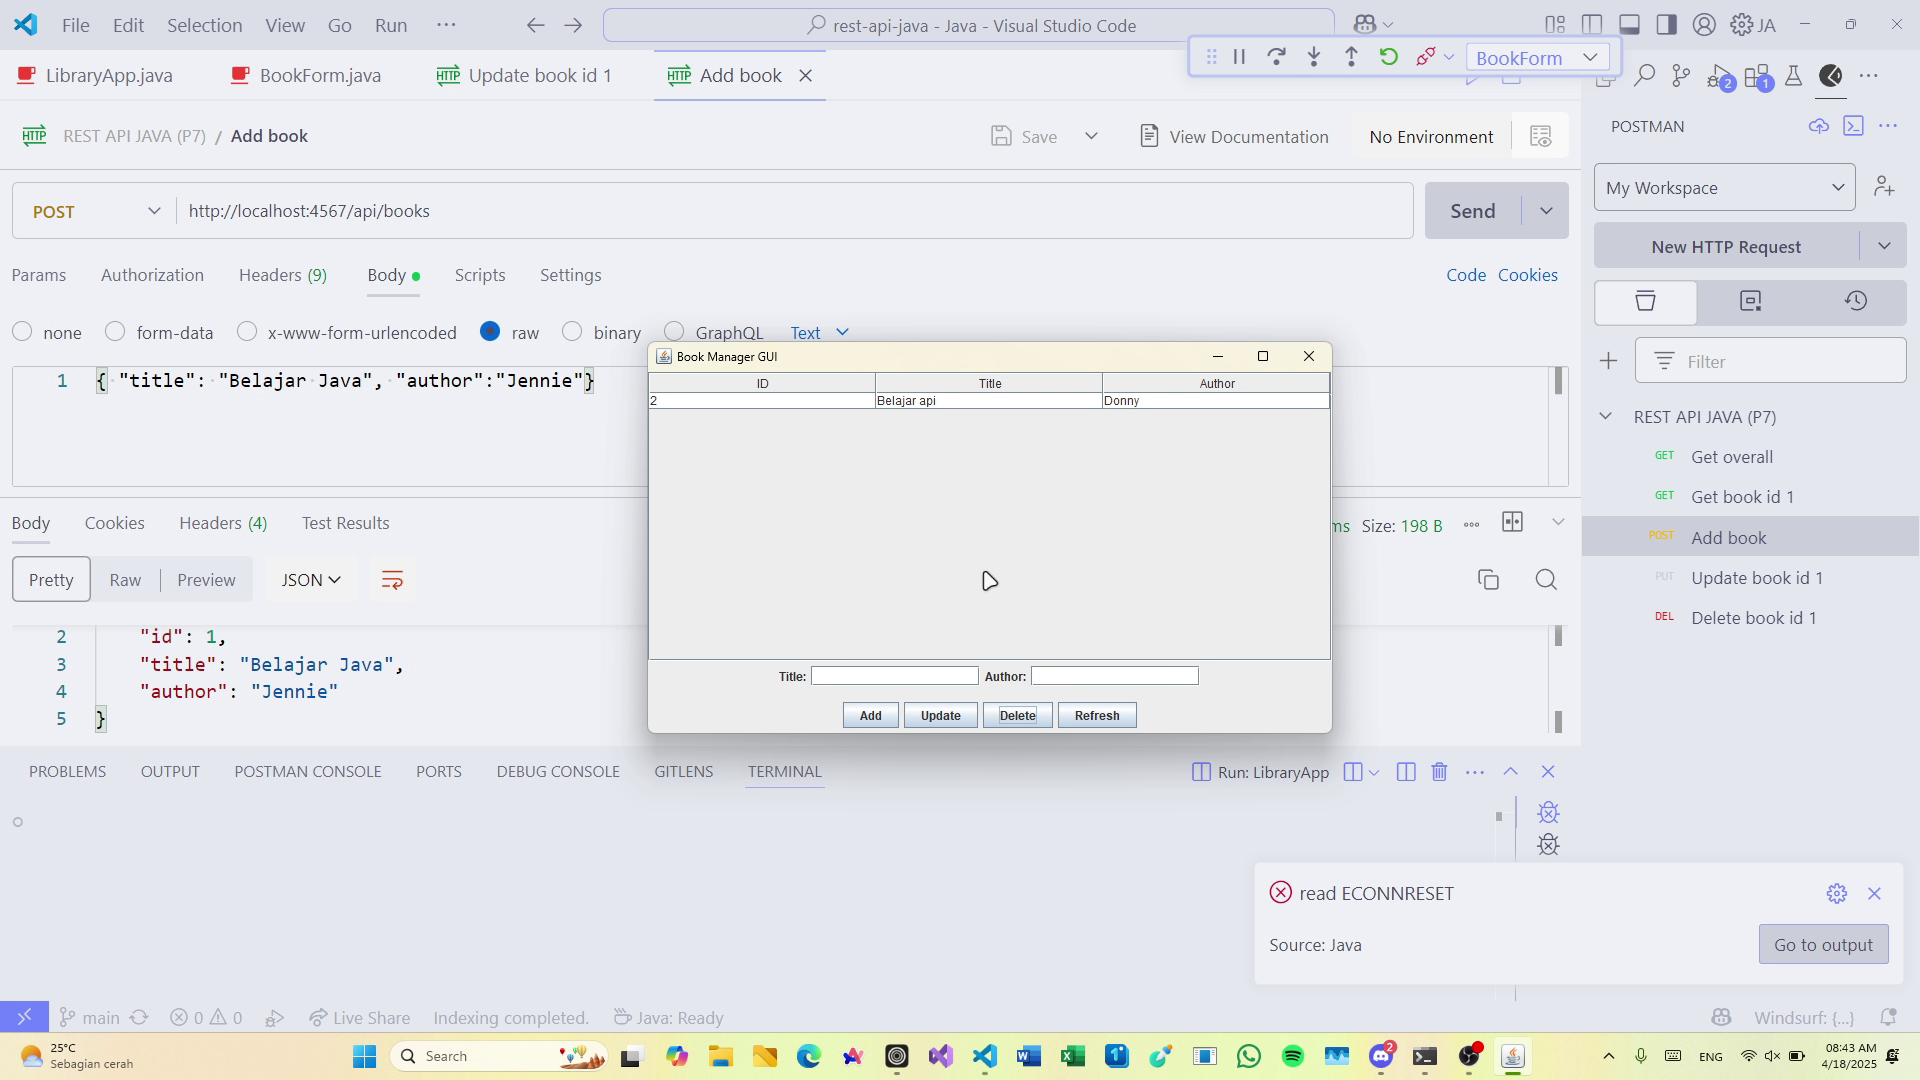 File Edit Selection View Go Run ··· rest-api-java - Java - Visual Studio Code JA
LibraryApp.java BookForm.java HTTP Update book id 1 HTTP Add book BookForm 2 1
HTTP REST API JAVA (P7) / Add book Save View Documentation No Environment
POST http://localhost:4567/api/books Send
Params Authorization Headers (9) Body Scripts Settings Code Cookies
none form-data x-www-form-urlencoded raw binary GraphQL Text
1 { "title": "Belajar Java", "author":"Jennie"}
Book Manager GUI
ID Title Author
2 Belajar api Donny
Title: Author:
Add Update Delete Refresh
Body Cookies Headers (4) Test Results ms Size: 198 B
Pretty Raw Preview JSON
2 "id": 1,
3 "title": "Belajar Java",
4 "author": "Jennie"
5 }
POSTMAN
My Workspace
New HTTP Request
Filter
REST API JAVA (P7)
GET Get overall
GET Get book id 1
POST Add book
PUT Update book id 1
DEL Delete book id 1
PROBLEMS OUTPUT POSTMAN CONSOLE PORTS DEBUG CONSOLE GITLENS TERMINAL Run: LibraryApp
read ECONNRESET
Source: Java Go to output
main 0 0 Live Share Indexing completed. Java: Ready Windsurf: {...}
25°C
Sebagian cerah
Search 2 ENG 08:43 AM
4/18/2025